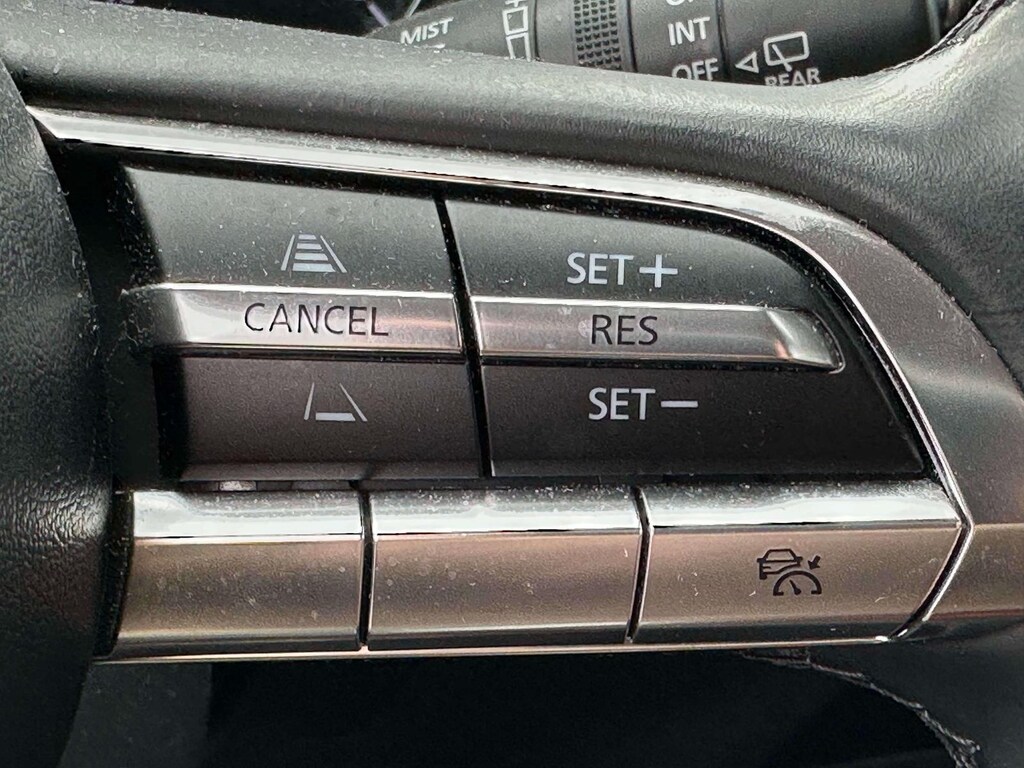 MIST
INT
OFF
REAR
SET+
CANCEL
RES
SET−